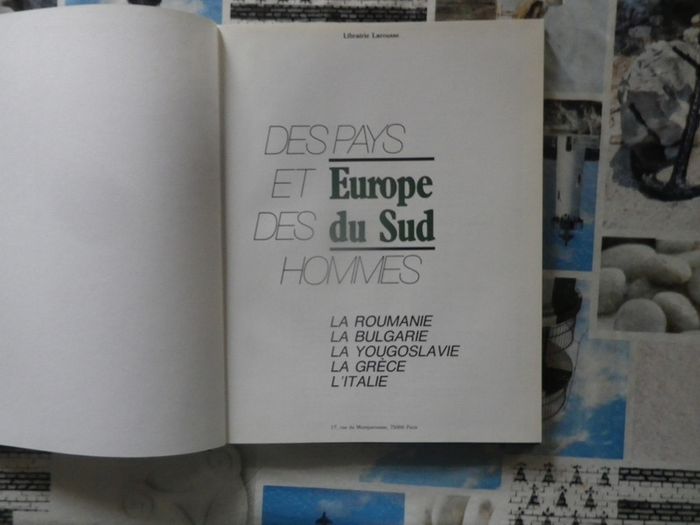 Librairie Larousse
DES PAYS
ET Europe
DES du Sud
HOMMES
LA ROUMANIE
LA BULGARIE
LA YOUGOSLAVIE
LA GRÈCE
L'ITALIE
17, rue du Montparnasse, 75006 Paris